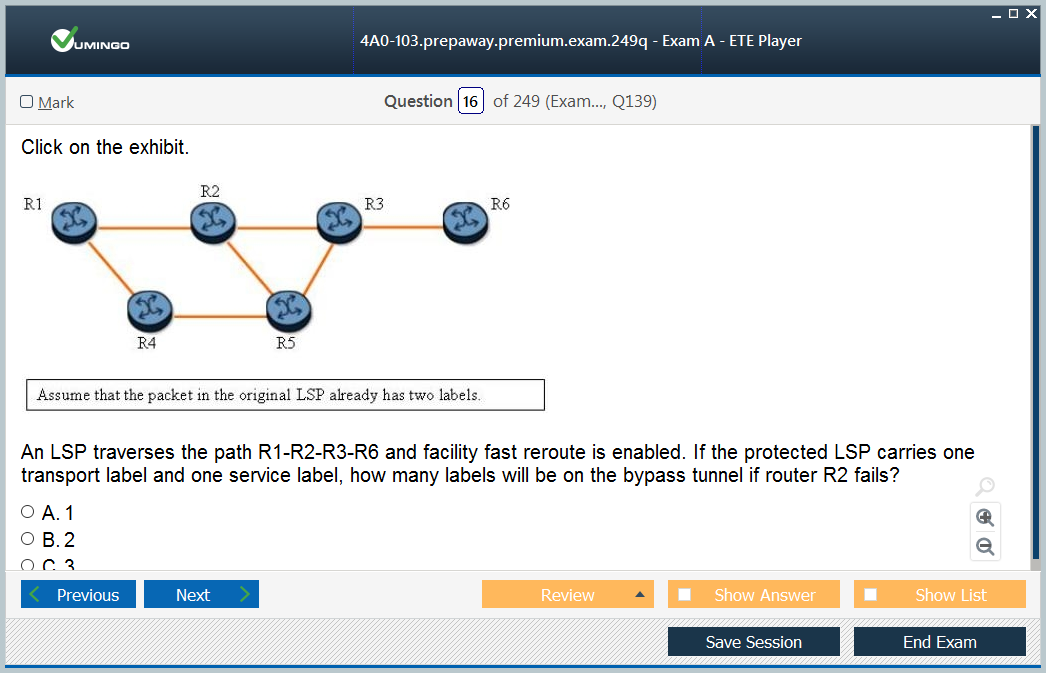 VUMINGO
4A0-103.prepaway.premium.exam.249q - Exam A - ETE Player
Mark
Question 16 of 249 (Exam..., Q139)
Click on the exhibit.
R1
R2
R3
R6
R4
R5
Assume that the packet in the original LSP already has two labels.
An LSP traverses the path R1-R2-R3-R6 and facility fast reroute is enabled. If the protected LSP carries one
transport label and one service label, how many labels will be on the bypass tunnel if router R2 fails?
A. 1
B. 2
C. 3
Previous
Next
Review
Show Answer
Show List
Save Session
End Exam